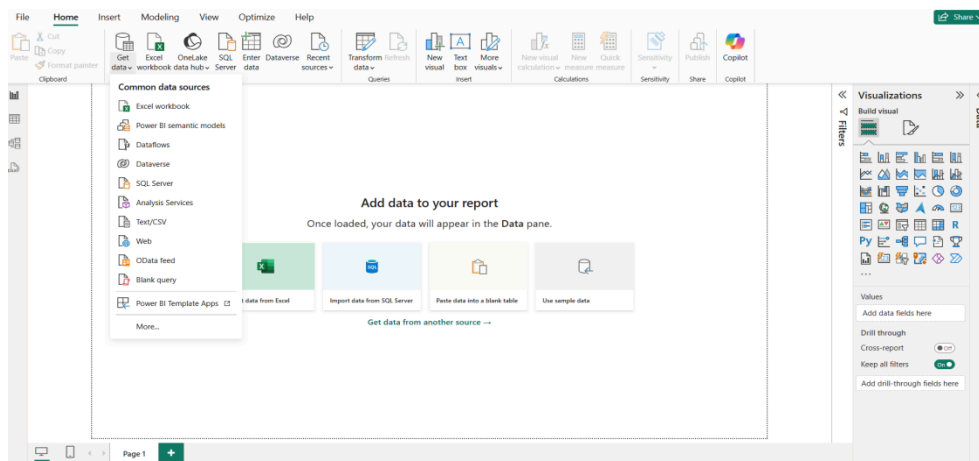 File Home Insert Modeling View Optimize Help
Share
Paste
Cut
Copy
Format painter
Clipboard
Get data
Excel workbook
OneLake data hub
SQL Server
Enter data
Dataverse
Recent sources
Transform data
Refresh
Queries
New visual
Text box
More visuals
Insert
New visual calculation
New measure
Quick measure
Calculations
Sensitivity
Sensitivity
Publish
Share
Copilot
Copilot
Common data sources
Excel workbook
Power BI semantic models
Dataflows
Dataverse
SQL Server
Analysis Services
Text/CSV
Web
OData feed
Blank query
Power BI Template Apps
More...
Add data to your report
Once loaded, your data will appear in the Data pane.
SQL
t data from Excel
Import data from SQL Server
Paste data into a blank table
Use sample data
Get data from another source →
Filters
Visualizations
Build visual
R
Py
...
Values
Add data fields here
Drill through
Cross-report
Off
Keep all filters
On
Add drill-through fields here
Page 1